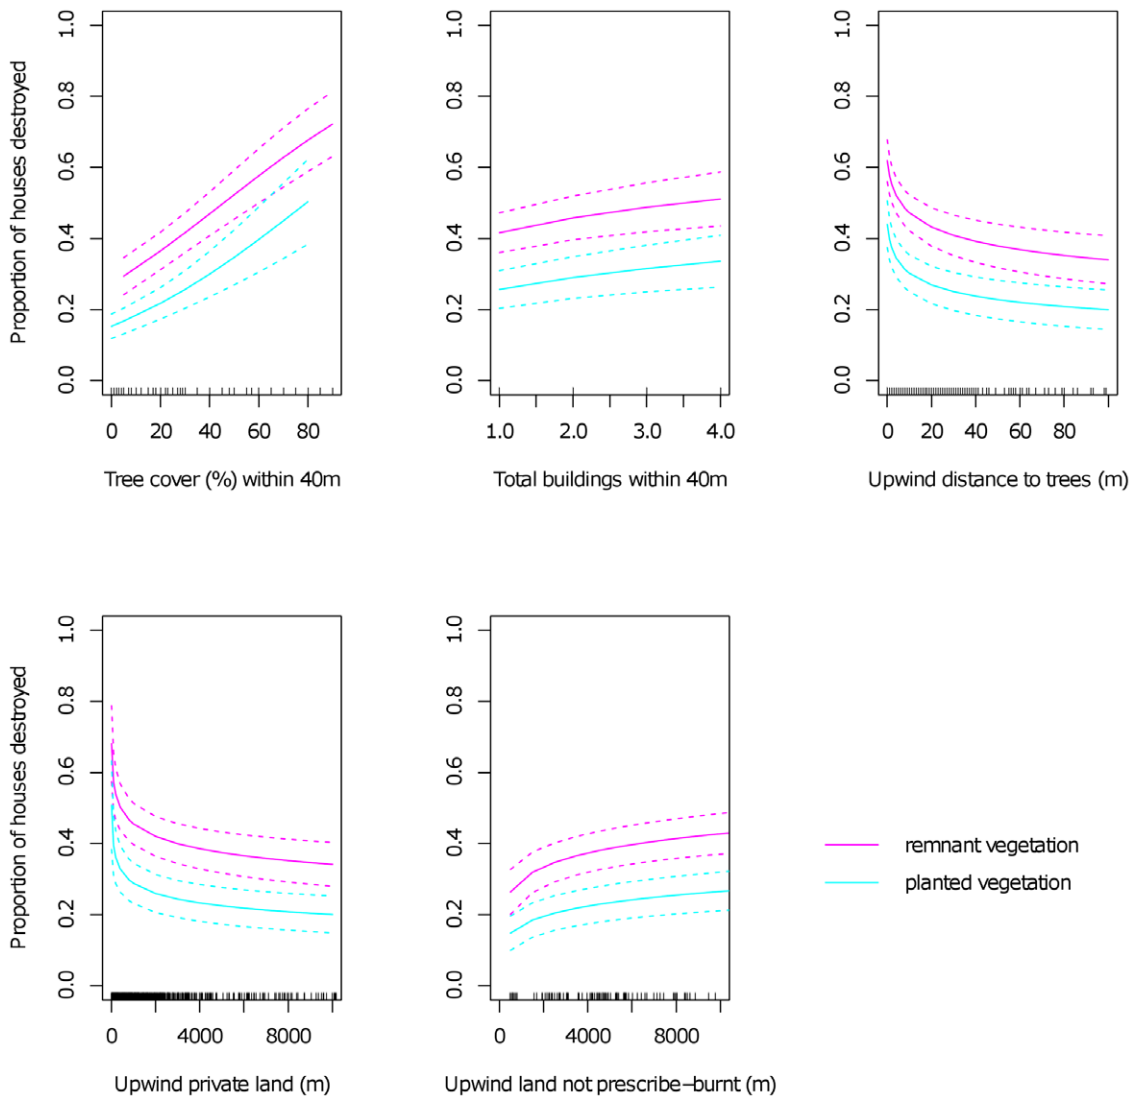 Proportion of houses destroyed
0.0 0.2 0.4 0.6 0.8 1.0
0 20 40 60 80
Tree cover (%) within 40m
0.0 0.2 0.4 0.6 0.8 1.0
1.0 2.0 3.0 4.0
Total buildings within 40m
0.0 0.2 0.4 0.6 0.8 1.0
0 20 40 60 80
Upwind distance to trees (m)
Proportion of houses destroyed
0.0 0.2 0.4 0.6 0.8 1.0
0 4000 8000
Upwind private land (m)
0.0 0.2 0.4 0.6 0.8 1.0
0 4000 8000
Upwind land not prescribe−burnt (m)
remnant vegetation
planted vegetation